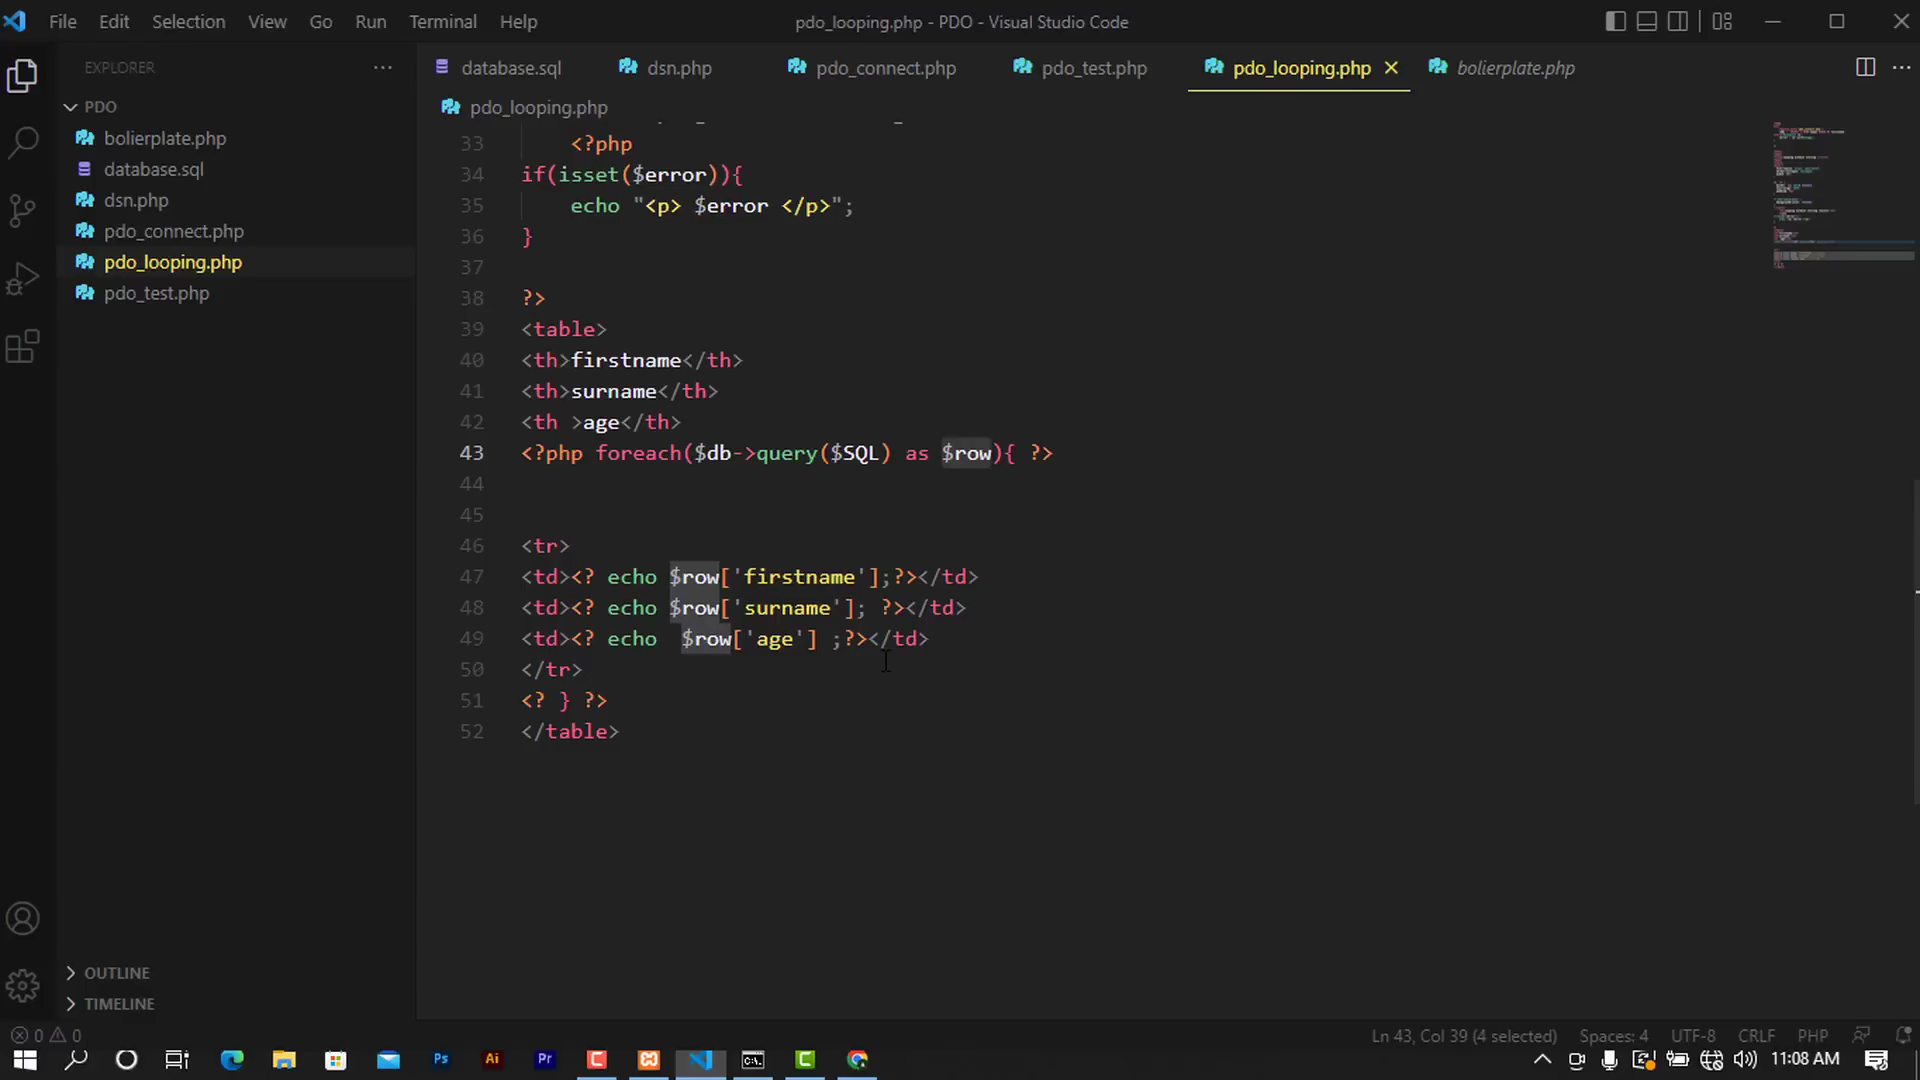 File Edit Selection View Go Run Terminal Help
pdo_looping.php - PDO - Visual Studio Code
EXPLORER
PDO
bolierplate.php
database.sql
dsn.php
pdo_connect.php
pdo_looping.php
pdo_test.php
OUTLINE
TIMELINE
database.sql dsn.php pdo_connect.php pdo_test.php pdo_looping.php bolierplate.php
pdo_looping.php
33 <?php
34 if(isset($error)){
35 echo "<p> $error </p>";
36 }
37
38 ?>
39 <table>
40 <th>firstname</th>
41 <th>surname</th>
42 <th >age</th>
43 <?php foreach($db->query($SQL) as $row){ ?>
44
45
46 <tr>
47 <td><? echo $row['firstname'];?></td>
48 <td><? echo $row['surname']; ?></td>
49 <td><? echo  $row['age'] ;?></td>
50 </tr>
51 <? } ?>
52 </table>
0 0 Ln 43, Col 39 (4 selected) Spaces: 4 UTF-8 CRLF PHP
Ps Ai Pr C C 11:08 AM